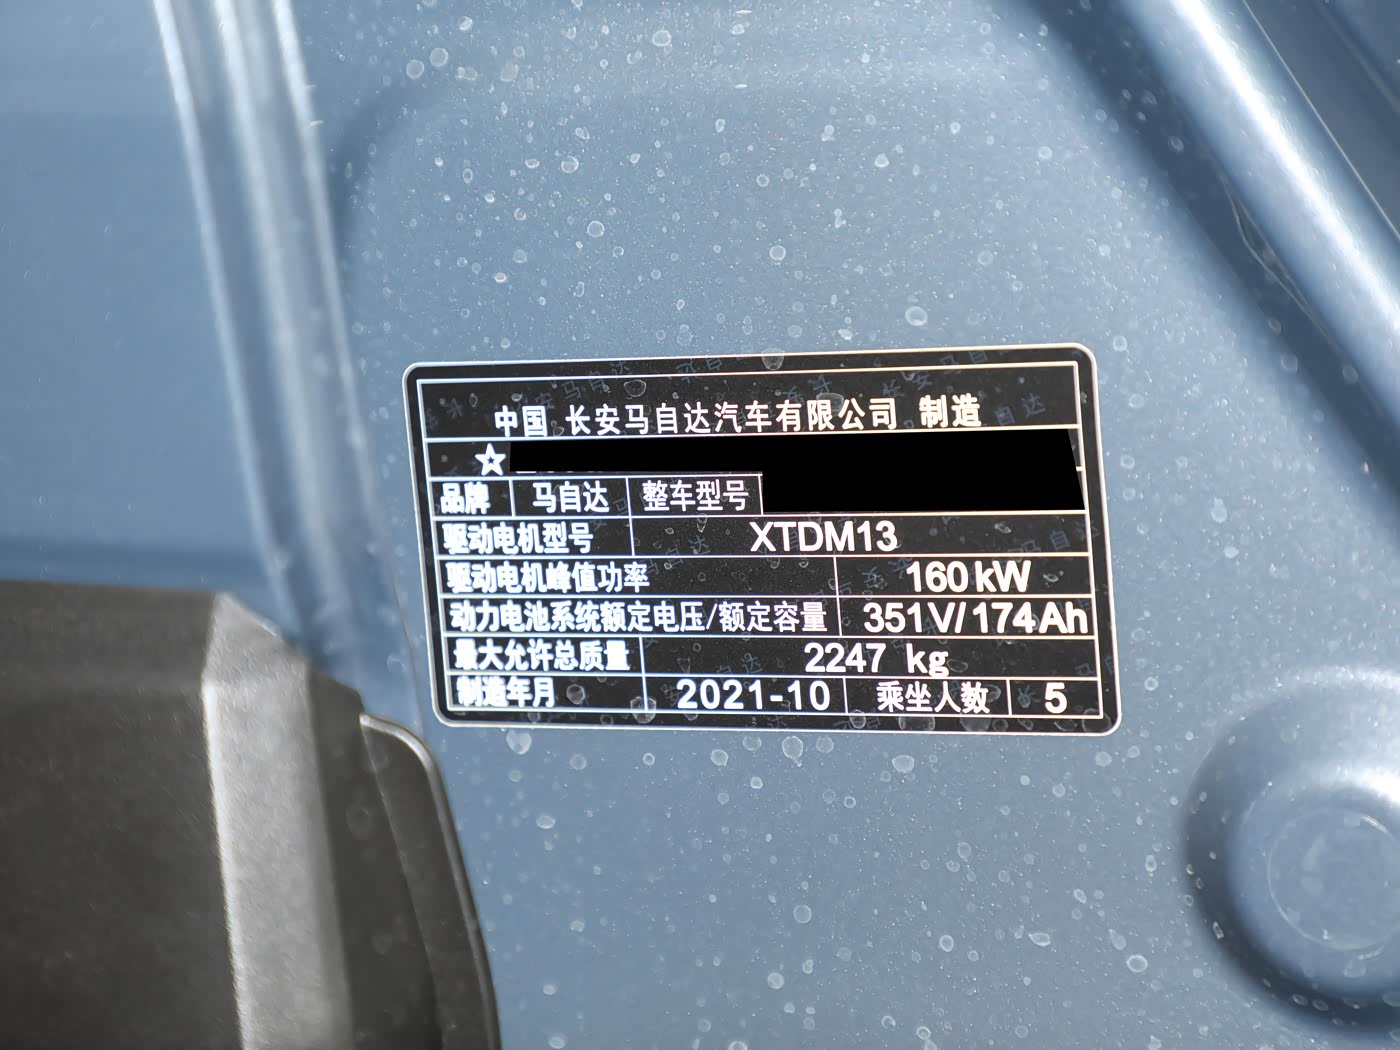 中国 长安马自达汽车有限公司 制造
☆
品牌 马自达 整车型号
驱动电机型号 XTDM13
驱动电机峰值功率 160kW
动力电池系统额定电压/额定容量 351V/174Ah
最大允许总质量 2247 kg
制造年月 2021-10 乘坐人数 5